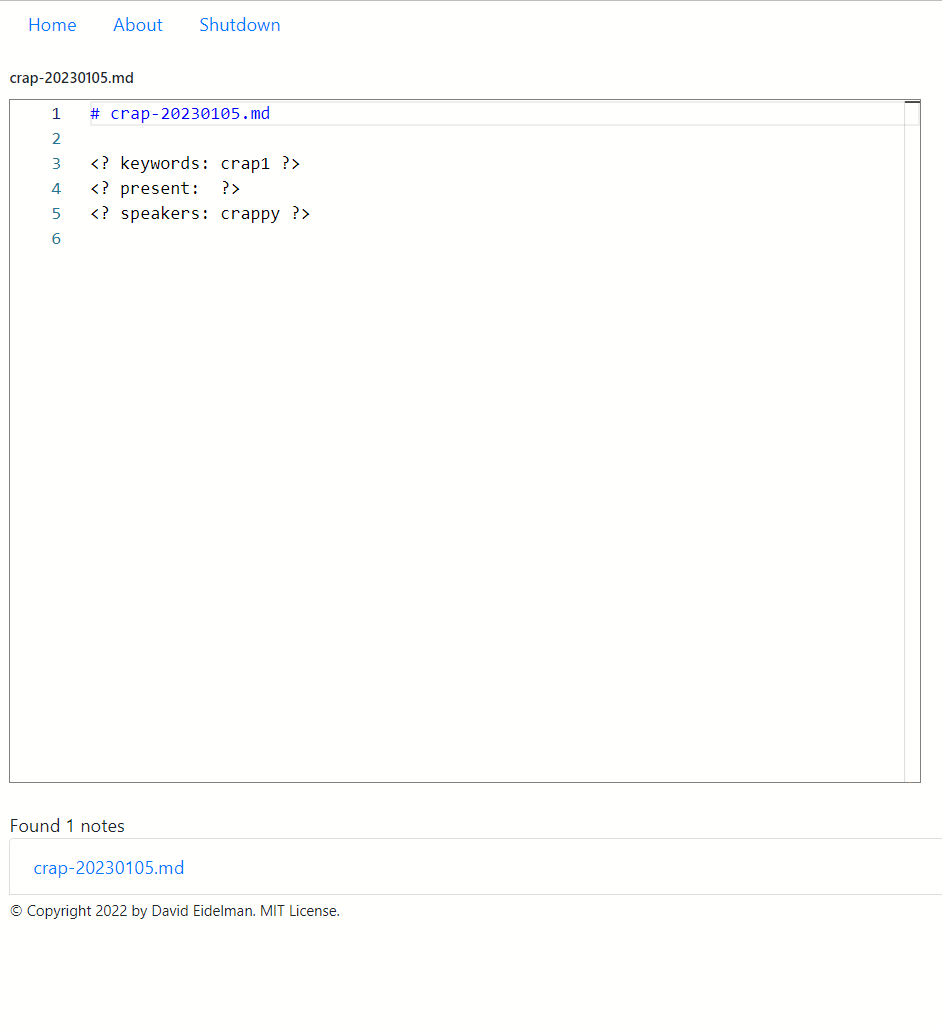 Home About Shutdown
crap-20230105.md
1 # crap-20230105.md
2
3 <? keywords: crap1 ?>
4 <? present:  ?>
5 <? speakers: crappy ?>
6
Found 1 notes
crap-20230105.md
© Copyright 2022 by David Eidelman. MIT License.